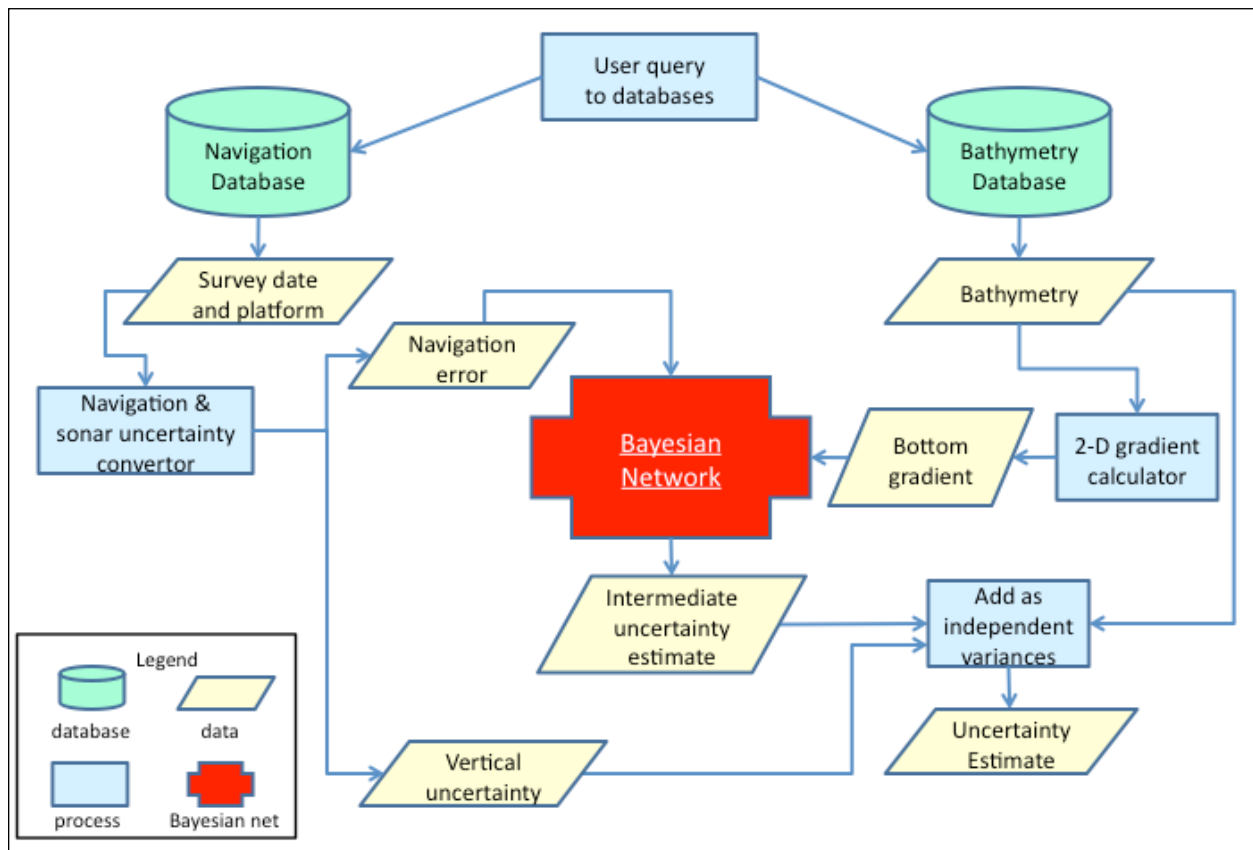 User query
to databases
Navigation
Database
Bathymetry
Database
Survey date
and platform
Bathymetry
Navigation
error
Navigation &
sonar uncertainty
convertor
Bayesian
Network
Bottom
gradient
2-D gradient
calculator
Intermediate
uncertainty
estimate
Add as
independent
variances
Vertical
uncertainty
Uncertainty
Estimate
Legend
database
data
process
Bayesian net